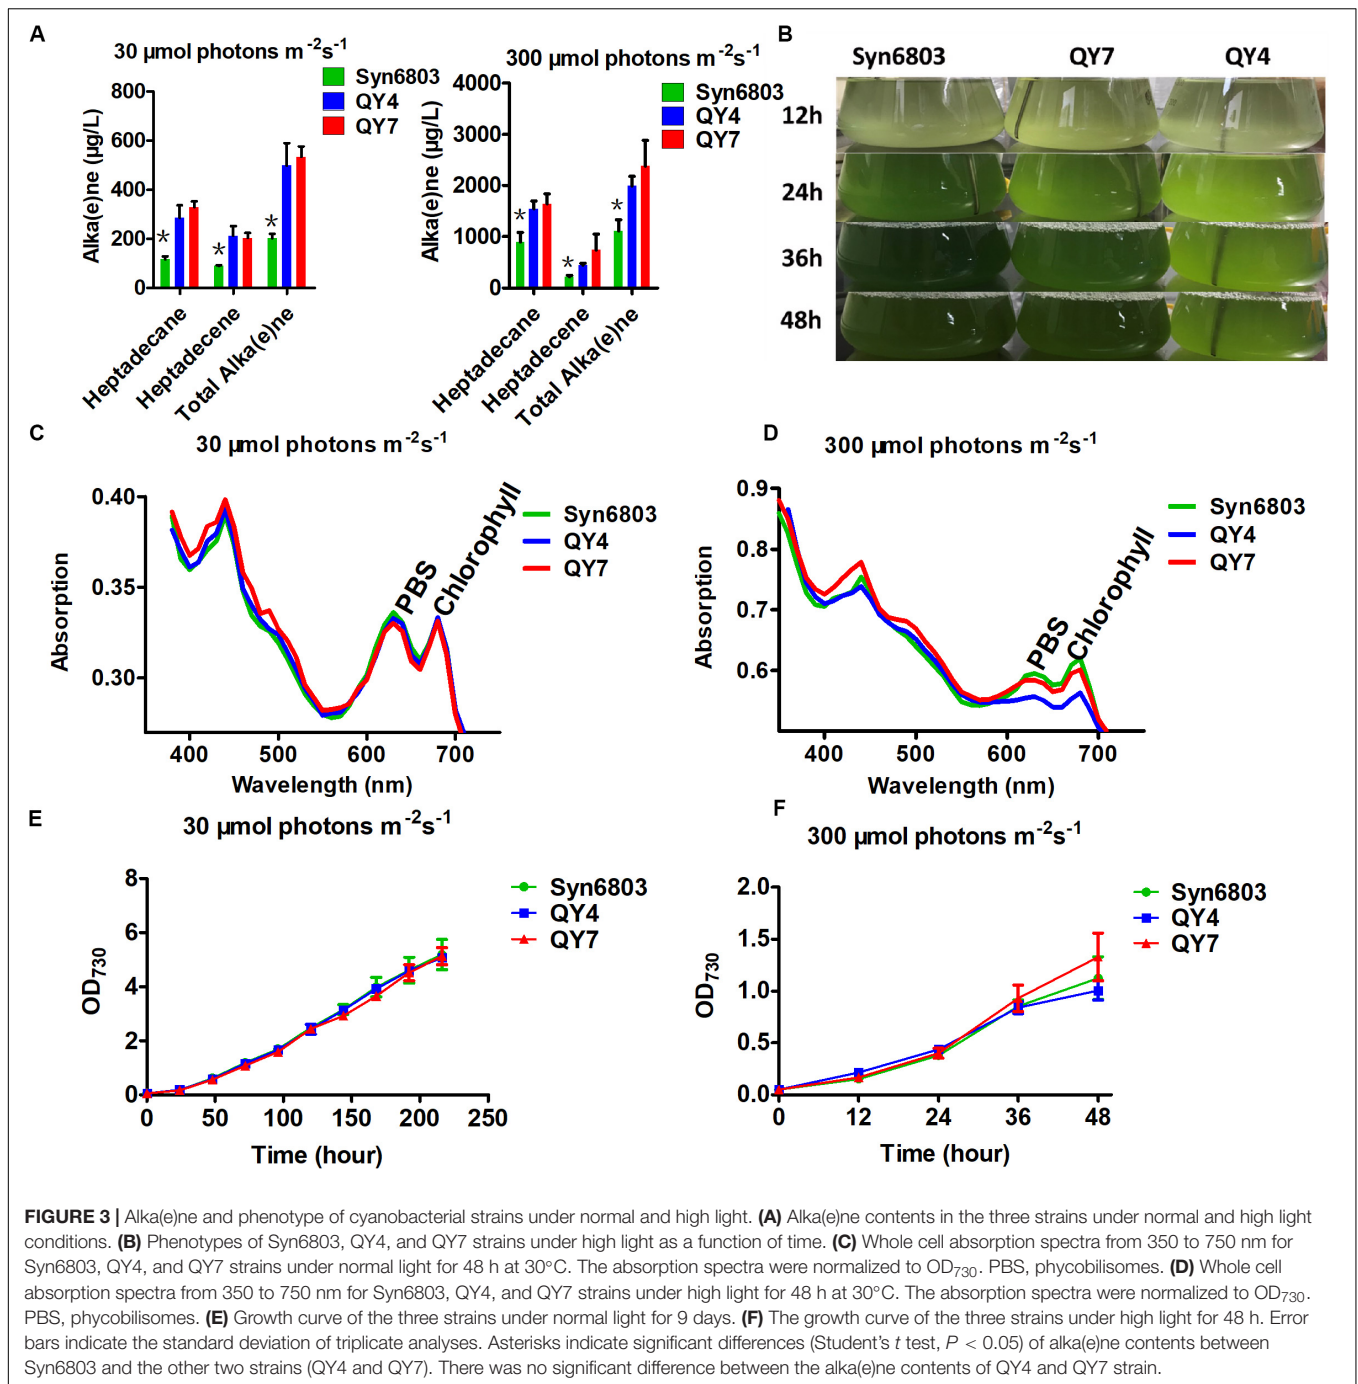 A
30 µmol photons m-2s-1
Syn6803
QY4
QY7
Alka(e)ne (µg/L)
800
600
400
200
0
*
*
*
Heptadecane
Heptadecene
Total Alka(e)ne
300 µmol photons m-2s-1
Syn6803
QY4
QY7
Alka(e)ne (µg/L)
4000
3000
2000
1000
0
*
*
*
Heptadecane
Heptadecene
Total Alka(e)ne
B
Syn6803 QY7 QY4
12h
24h
36h
48h
C
30 µmol photons m-2s-1
Absorption
0.40
0.35
0.30
PBS
Chlorophyll
Syn6803
QY4
QY7
400 500 600 700
Wavelength (nm)
D
300 µmol photons m-2s-1
Absorption
0.9
0.8
0.7
0.6
PBS
Chlorophyll
Syn6803
QY4
QY7
400 500 600 700
Wavelength (nm)
E
30 µmol photons m-2s-1
OD730
8
6
4
2
0
Syn6803
QY4
QY7
0 50 100 150 200 250
Time (hour)
F
300 µmol photons m-2s-1
OD730
2.0
1.5
1.0
0.5
0.0
Syn6803
QY4
QY7
0 12 24 36 48
Time (hour)
FIGURE 3 | Alka(e)ne and phenotype of cyanobacterial strains under normal and high light. (A) Alka(e)ne contents in the three strains under normal and high light
conditions. (B) Phenotypes of Syn6803, QY4, and QY7 strains under high light as a function of time. (C) Whole cell absorption spectra from 350 to 750 nm for
Syn6803, QY4, and QY7 strains under normal light for 48 h at 30°C. The absorption spectra were normalized to OD730. PBS, phycobilisomes. (D) Whole cell
absorption spectra from 350 to 750 nm for Syn6803, QY4, and QY7 strains under high light for 48 h at 30°C. The absorption spectra were normalized to OD730.
PBS, phycobilisomes. (E) Growth curve of the three strains under normal light for 9 days. (F) The growth curve of the three strains under high light for 48 h. Error
bars indicate the standard deviation of triplicate analyses. Asterisks indicate significant differences (Student's t test, P < 0.05) of alka(e)ne contents between
Syn6803 and the other two strains (QY4 and QY7). There was no significant difference between the alka(e)ne contents of QY4 and QY7 strain.